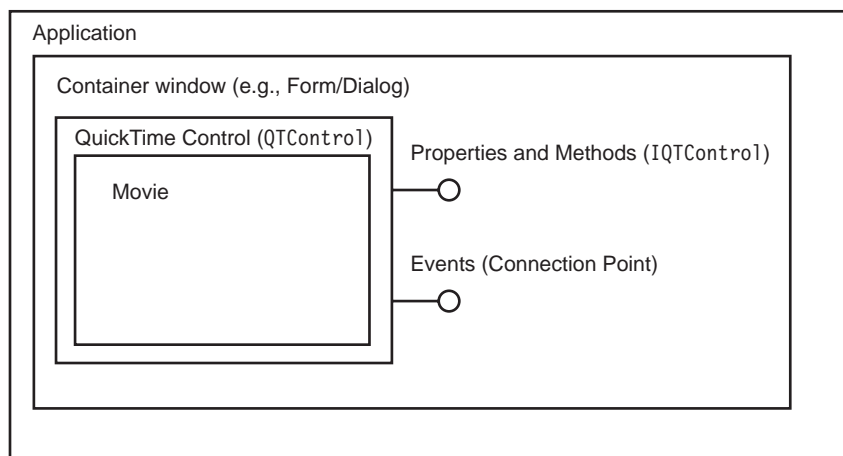 Application
Container window (e.g., Form/Dialog)
QuickTime Control (QTControl)
Properties and Methods (IQTControl)
Movie
Events (Connection Point)